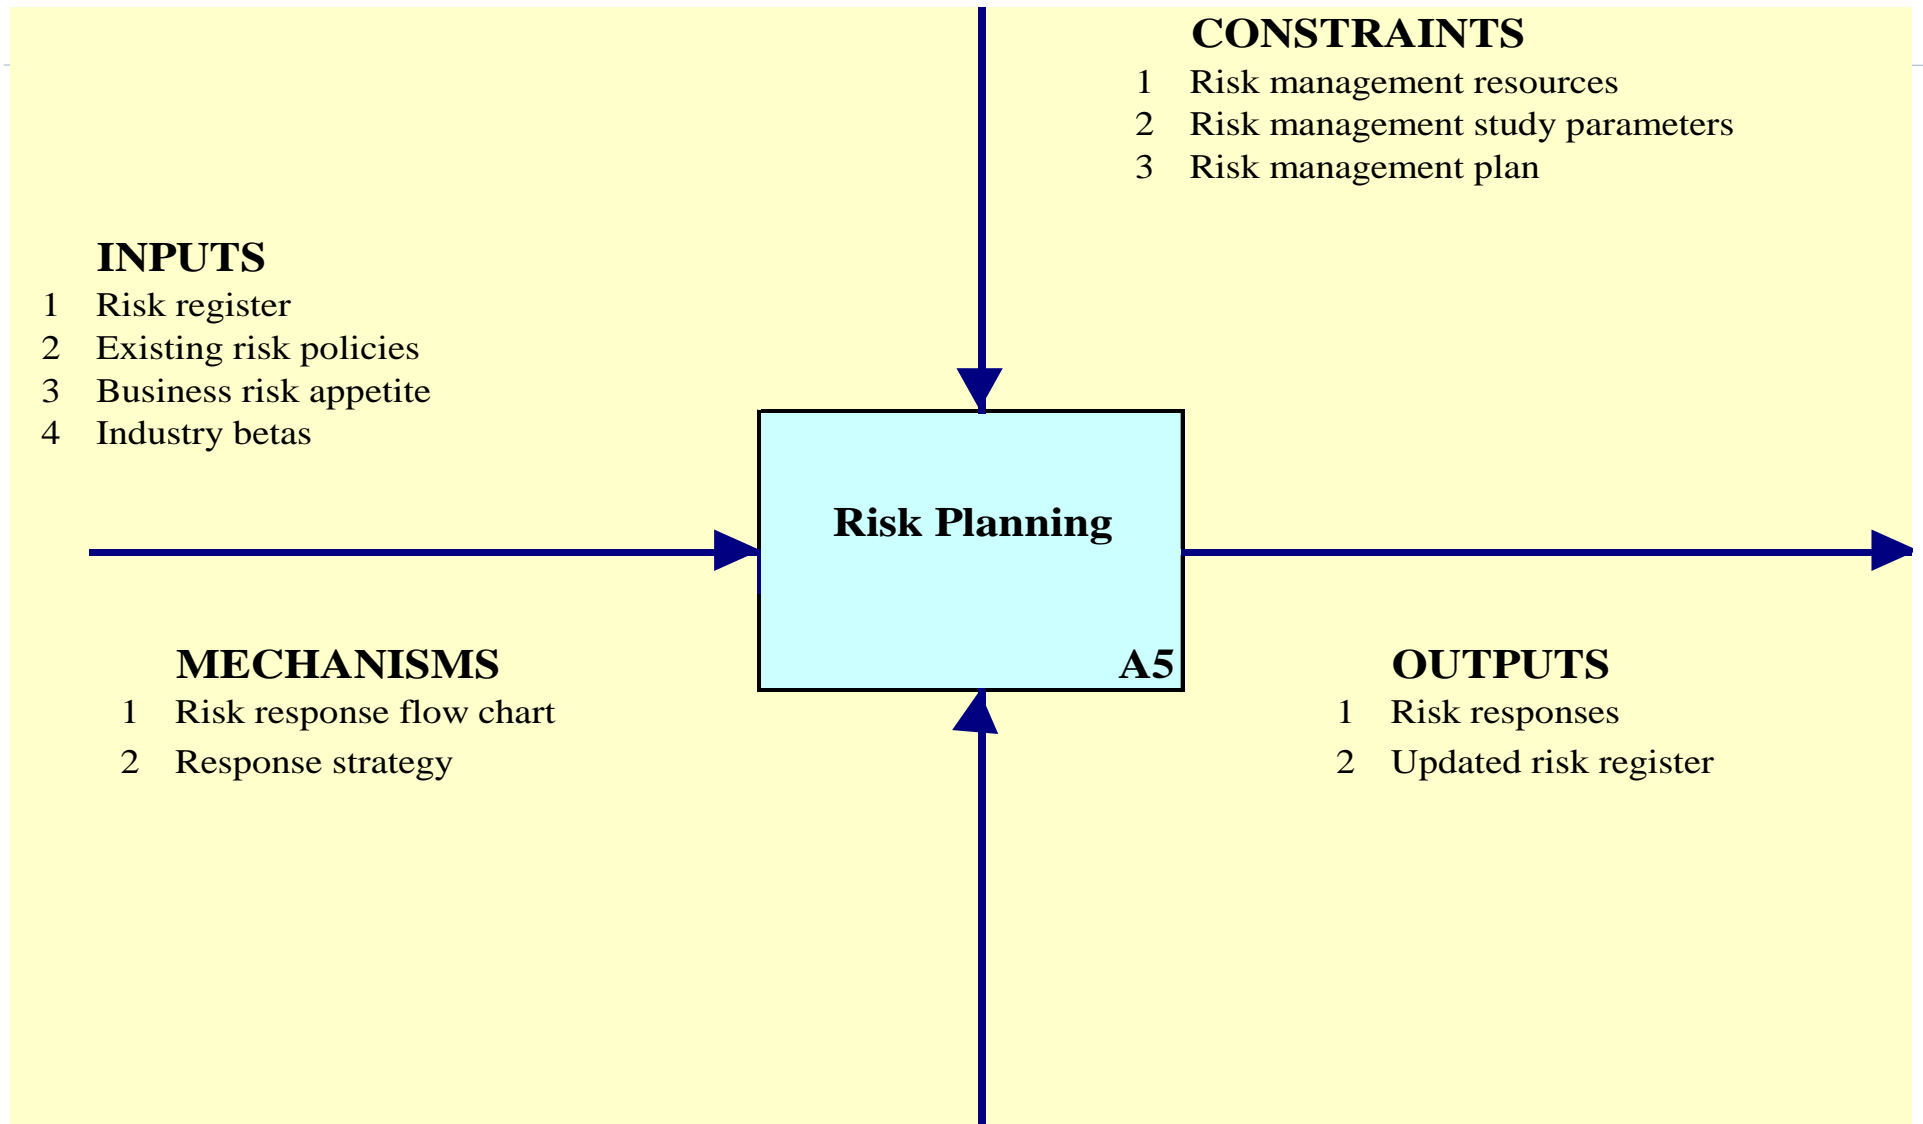 CONSTRAINTS
1 Risk management resources
2 Risk management study parameters
3 Risk management plan
INPUTS
1 Risk register
2 Existing risk policies
3 Business risk appetite
4 Industry betas
Risk Planning
A5
MECHANISMS
1 Risk response flow chart
2 Response strategy
OUTPUTS
1 Risk responses
2 Updated risk register